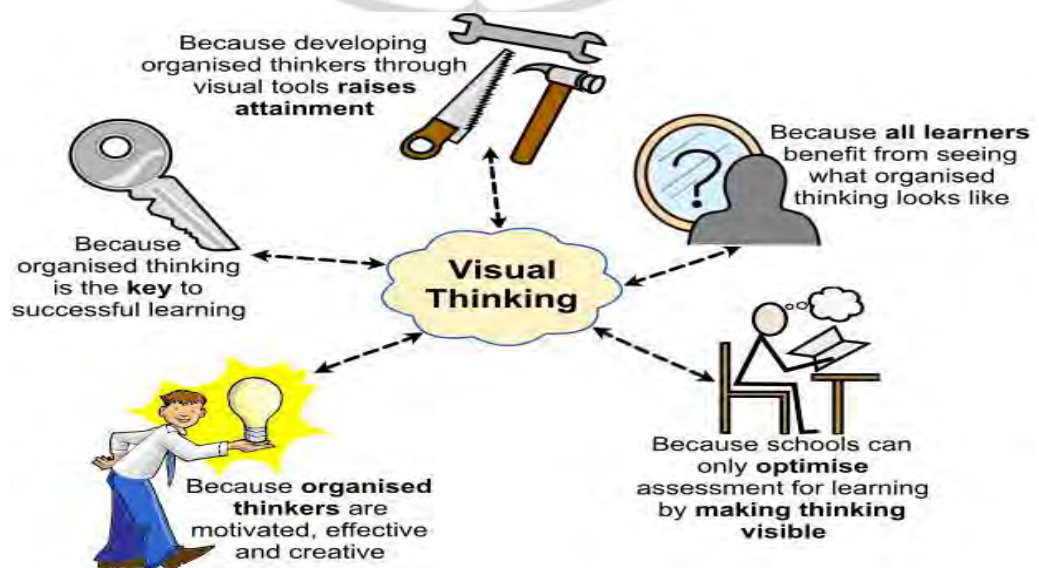 Because developing
organised thinkers through
visual tools raises
attainment
Because all learners
benefit from seeing
what organised
thinking looks like
Because
organised thinking
is the key to
successful learning
Visual
Thinking
?
Because schools can
only optimise
assessment for learning
by making thinking
visible
Because organised
thinkers are
motivated, effective
and creative